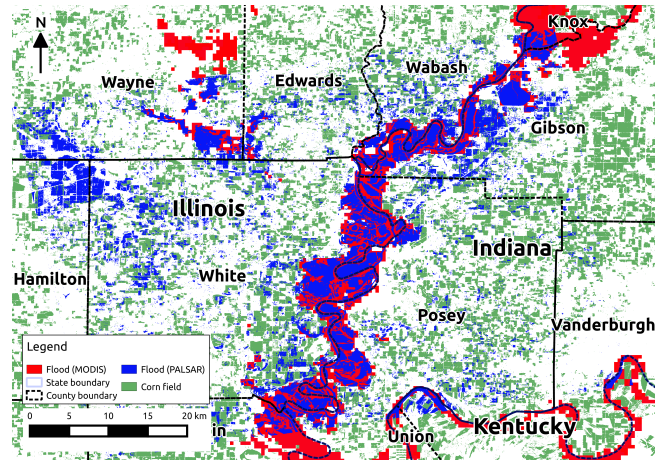 Knox
N
Wayne
Edwards
Wabash
Gibson
Illinois
Indiana
Hamilton
White
Posey
Vanderburgh
Legend
Flood (MODIS)
Flood (PALSAR)
State boundary
Corn field
County boundary
0 5 10 15 20 km
in
Union
Kentucky